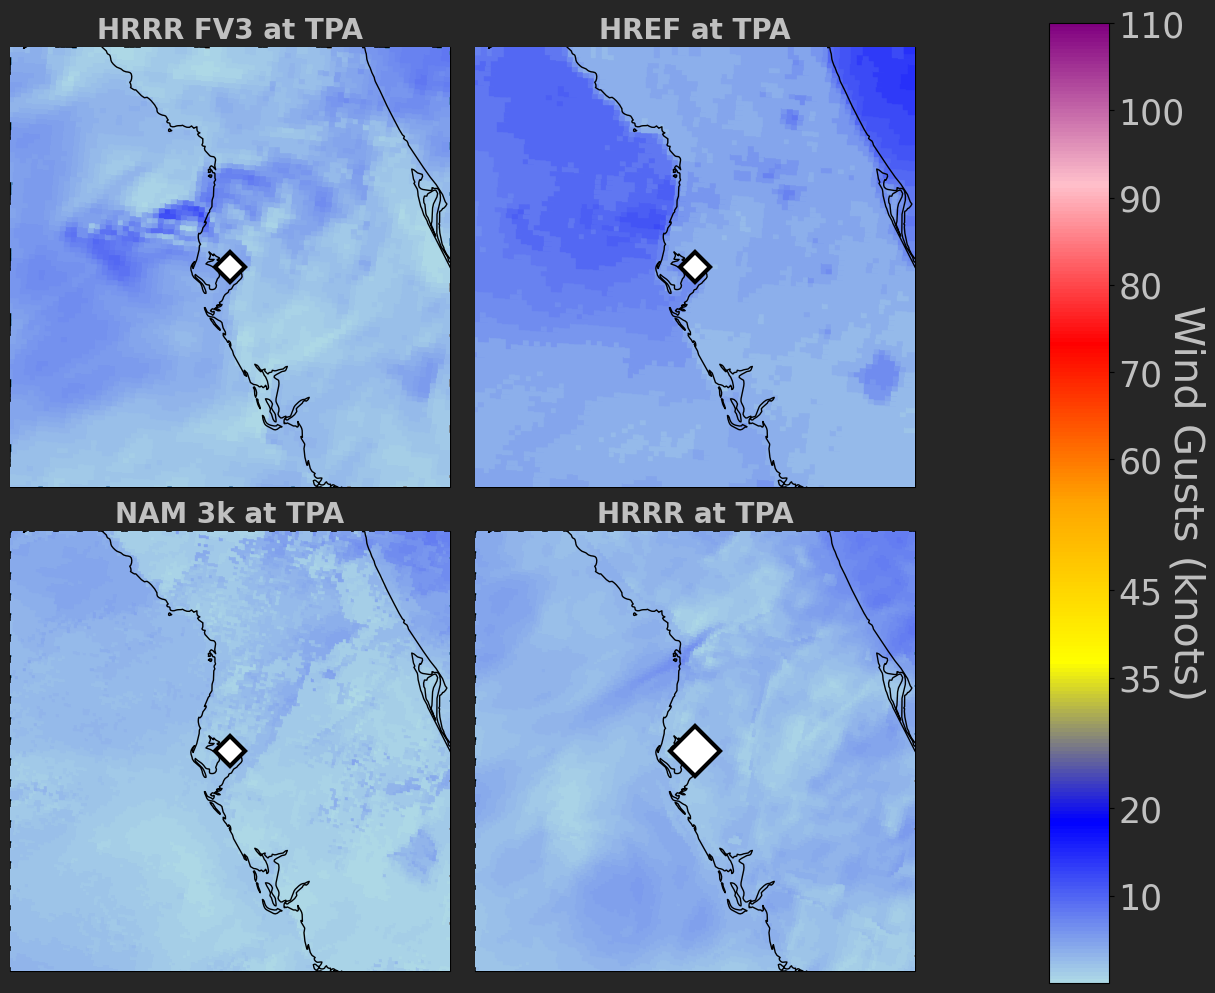 HRRR FV3 at TPA
HREF at TPA
NAM 3k at TPA
HRRR at TPA
110
100
90
80
70
60
45
35
20
10
Wind Gusts (knots)